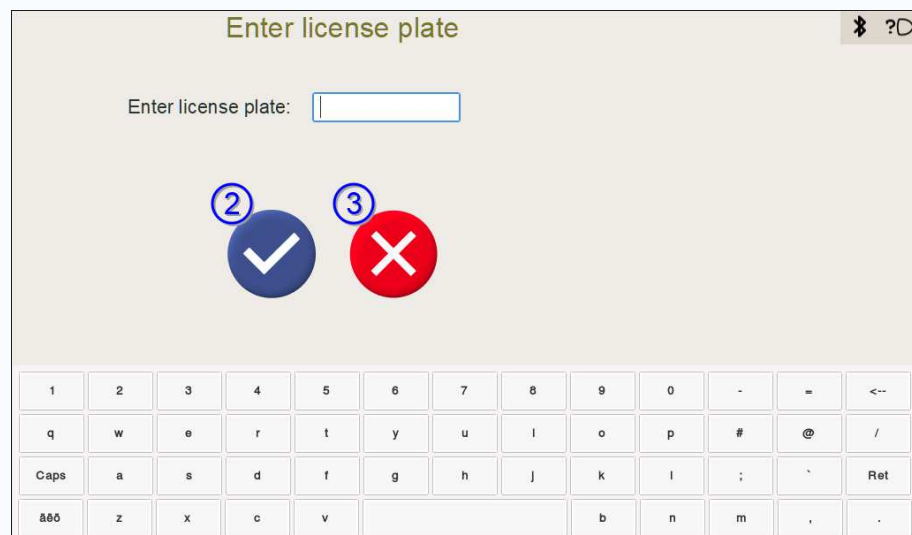 Enter license plate
?
Enter license plate:
2 3
1 2 3 4 5 6 7 8 9 0 - = <--
q w e r t y u i o p # @ /
Caps a s d f g h j k l ; ` Ret
âêõ z x c v b n m , .